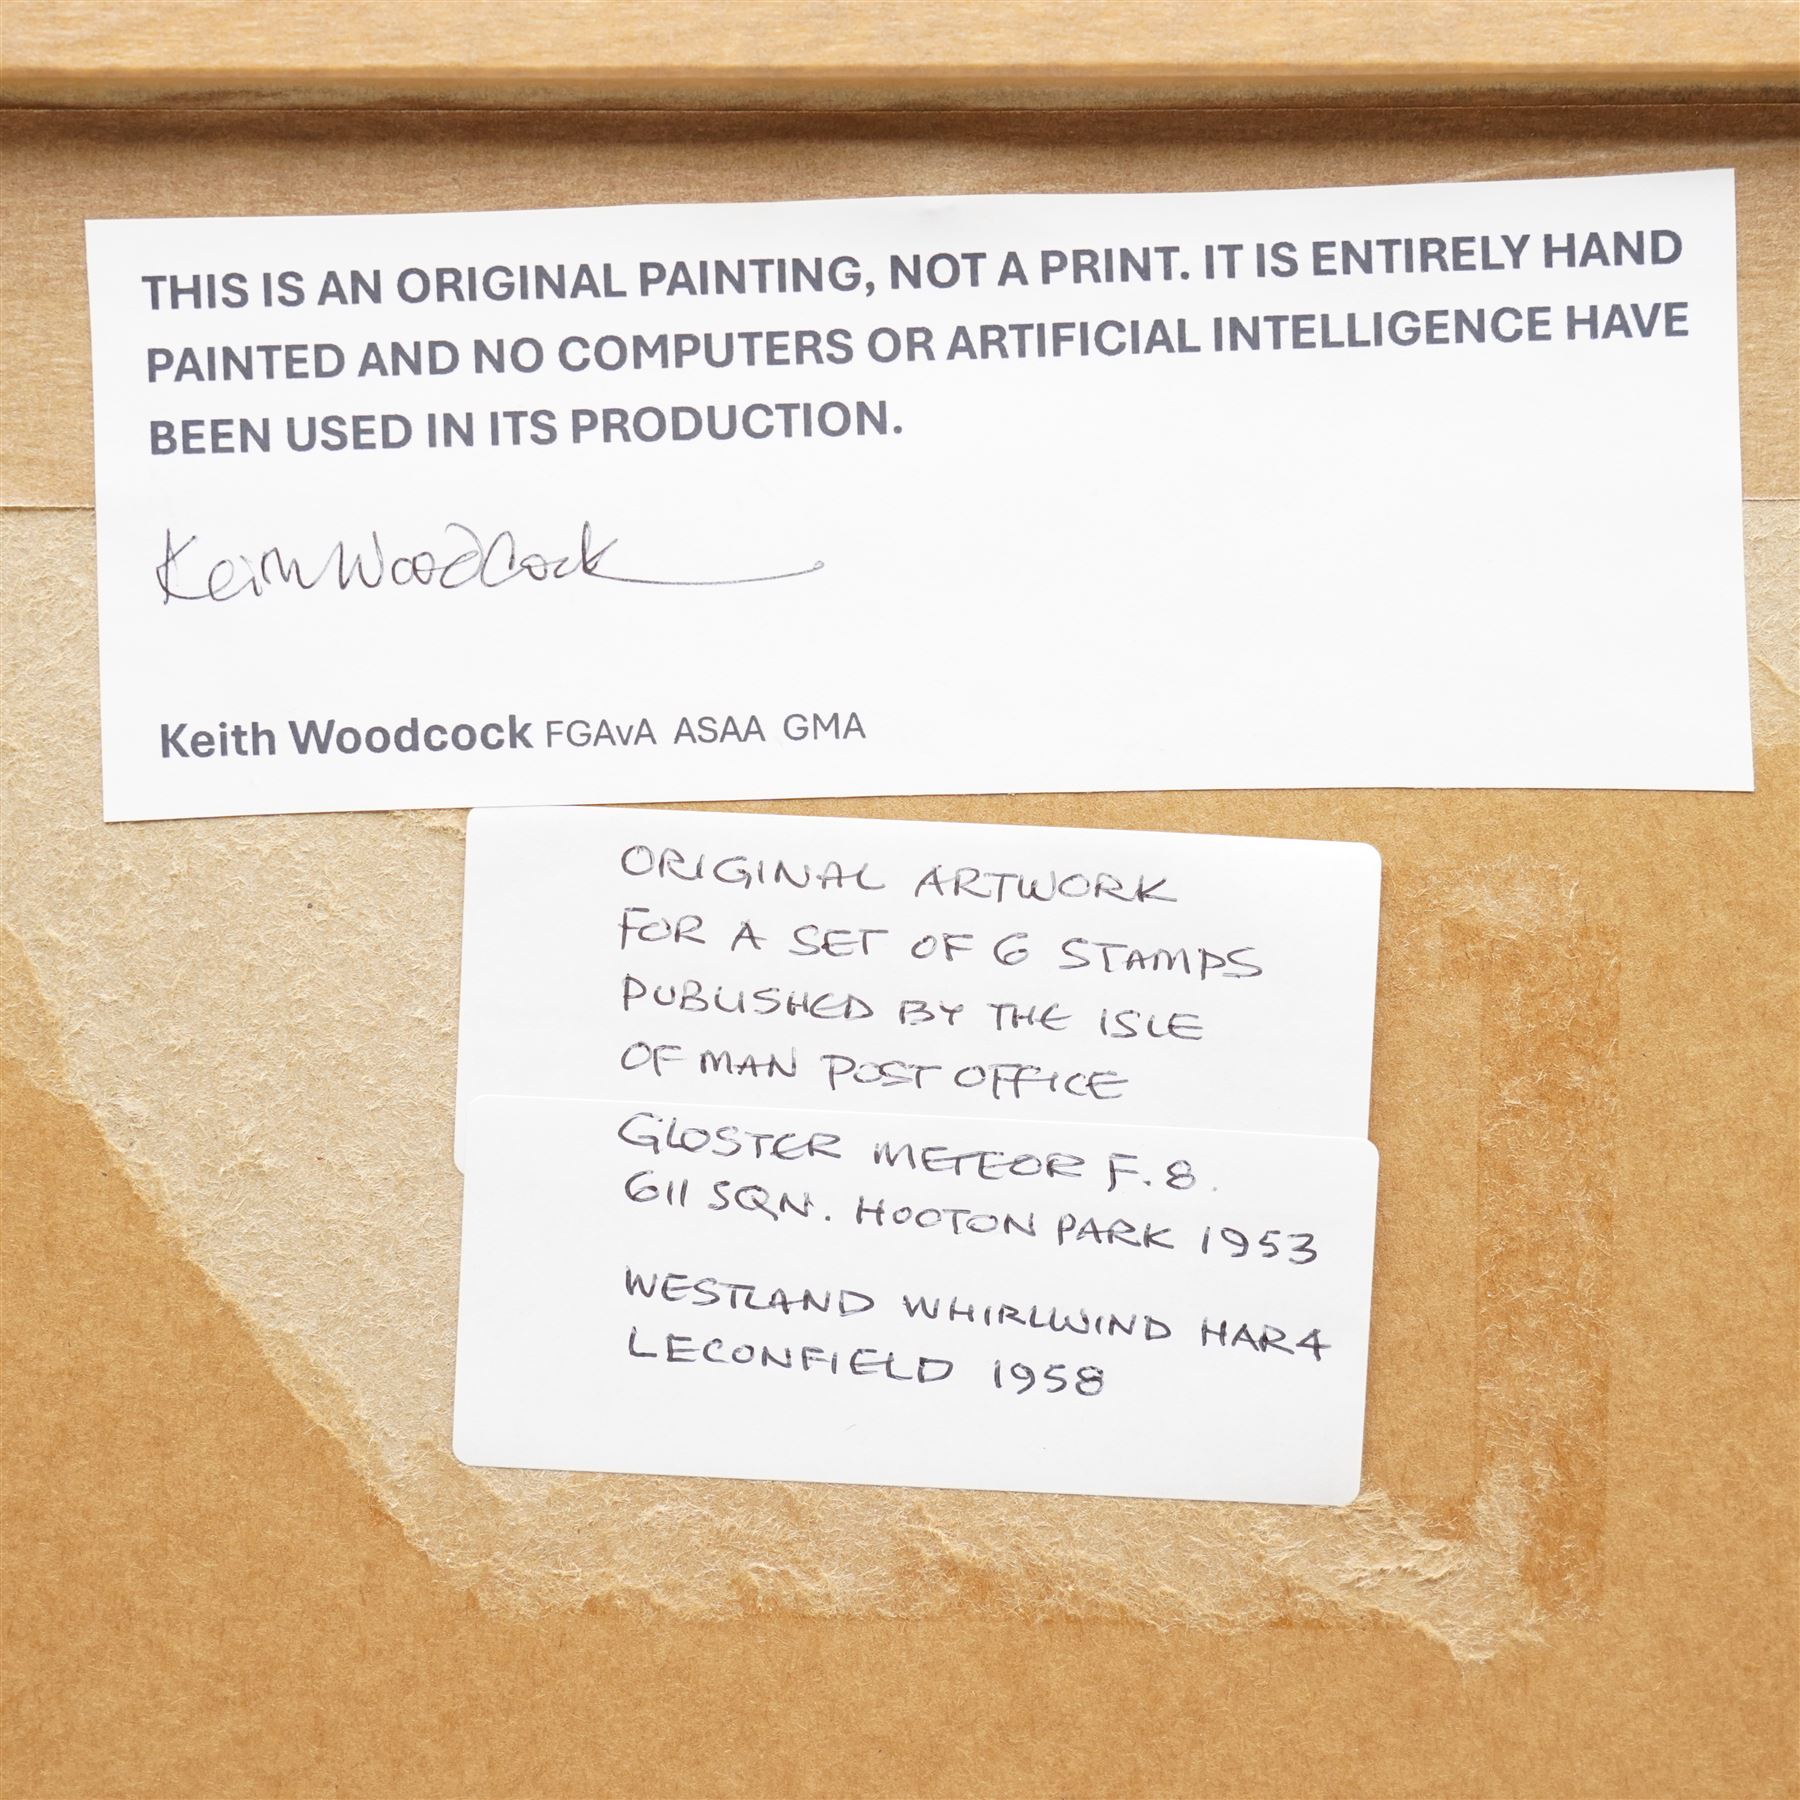 THIS IS AN ORIGINAL PAINTING, NOT A PRINT. IT IS ENTIRELY HAND
PAINTED AND NO COMPUTERS OR ARTIFICIAL INTELLIGENCE HAVE
BEEN USED IN ITS PRODUCTION.
Keith Woodcock
Keith Woodcock FGAvA ASAA GMA
ORIGINAL ARTWORK
FOR A SET OF 6 STAMPS
PUBLISHED BY THE ISLE
OF MAN POST OFFICE
GLOSTER METEOR F.8.
611 SQN. HOOTON PARK 1953
WESTLAND WHIRLWIND HAR4
LECONFIELD 1958